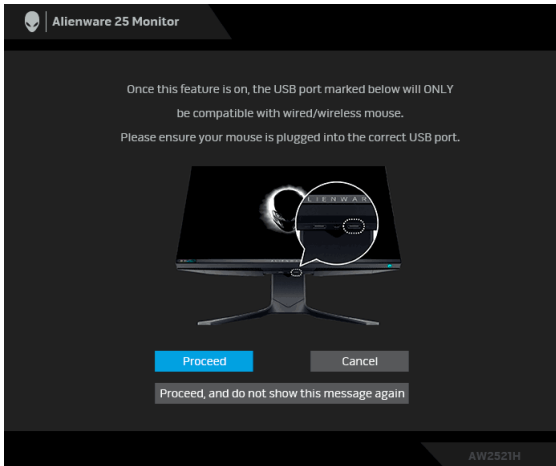 Alienware 25 Monitor
Once this feature is on, the USB port marked below will ONLY
be compatible with wired/wireless mouse.
Please ensure your mouse is plugged into the correct USB port.
LIENWAR
Proceed
Cancel
Proceed, and do not show this message again
AW2521H